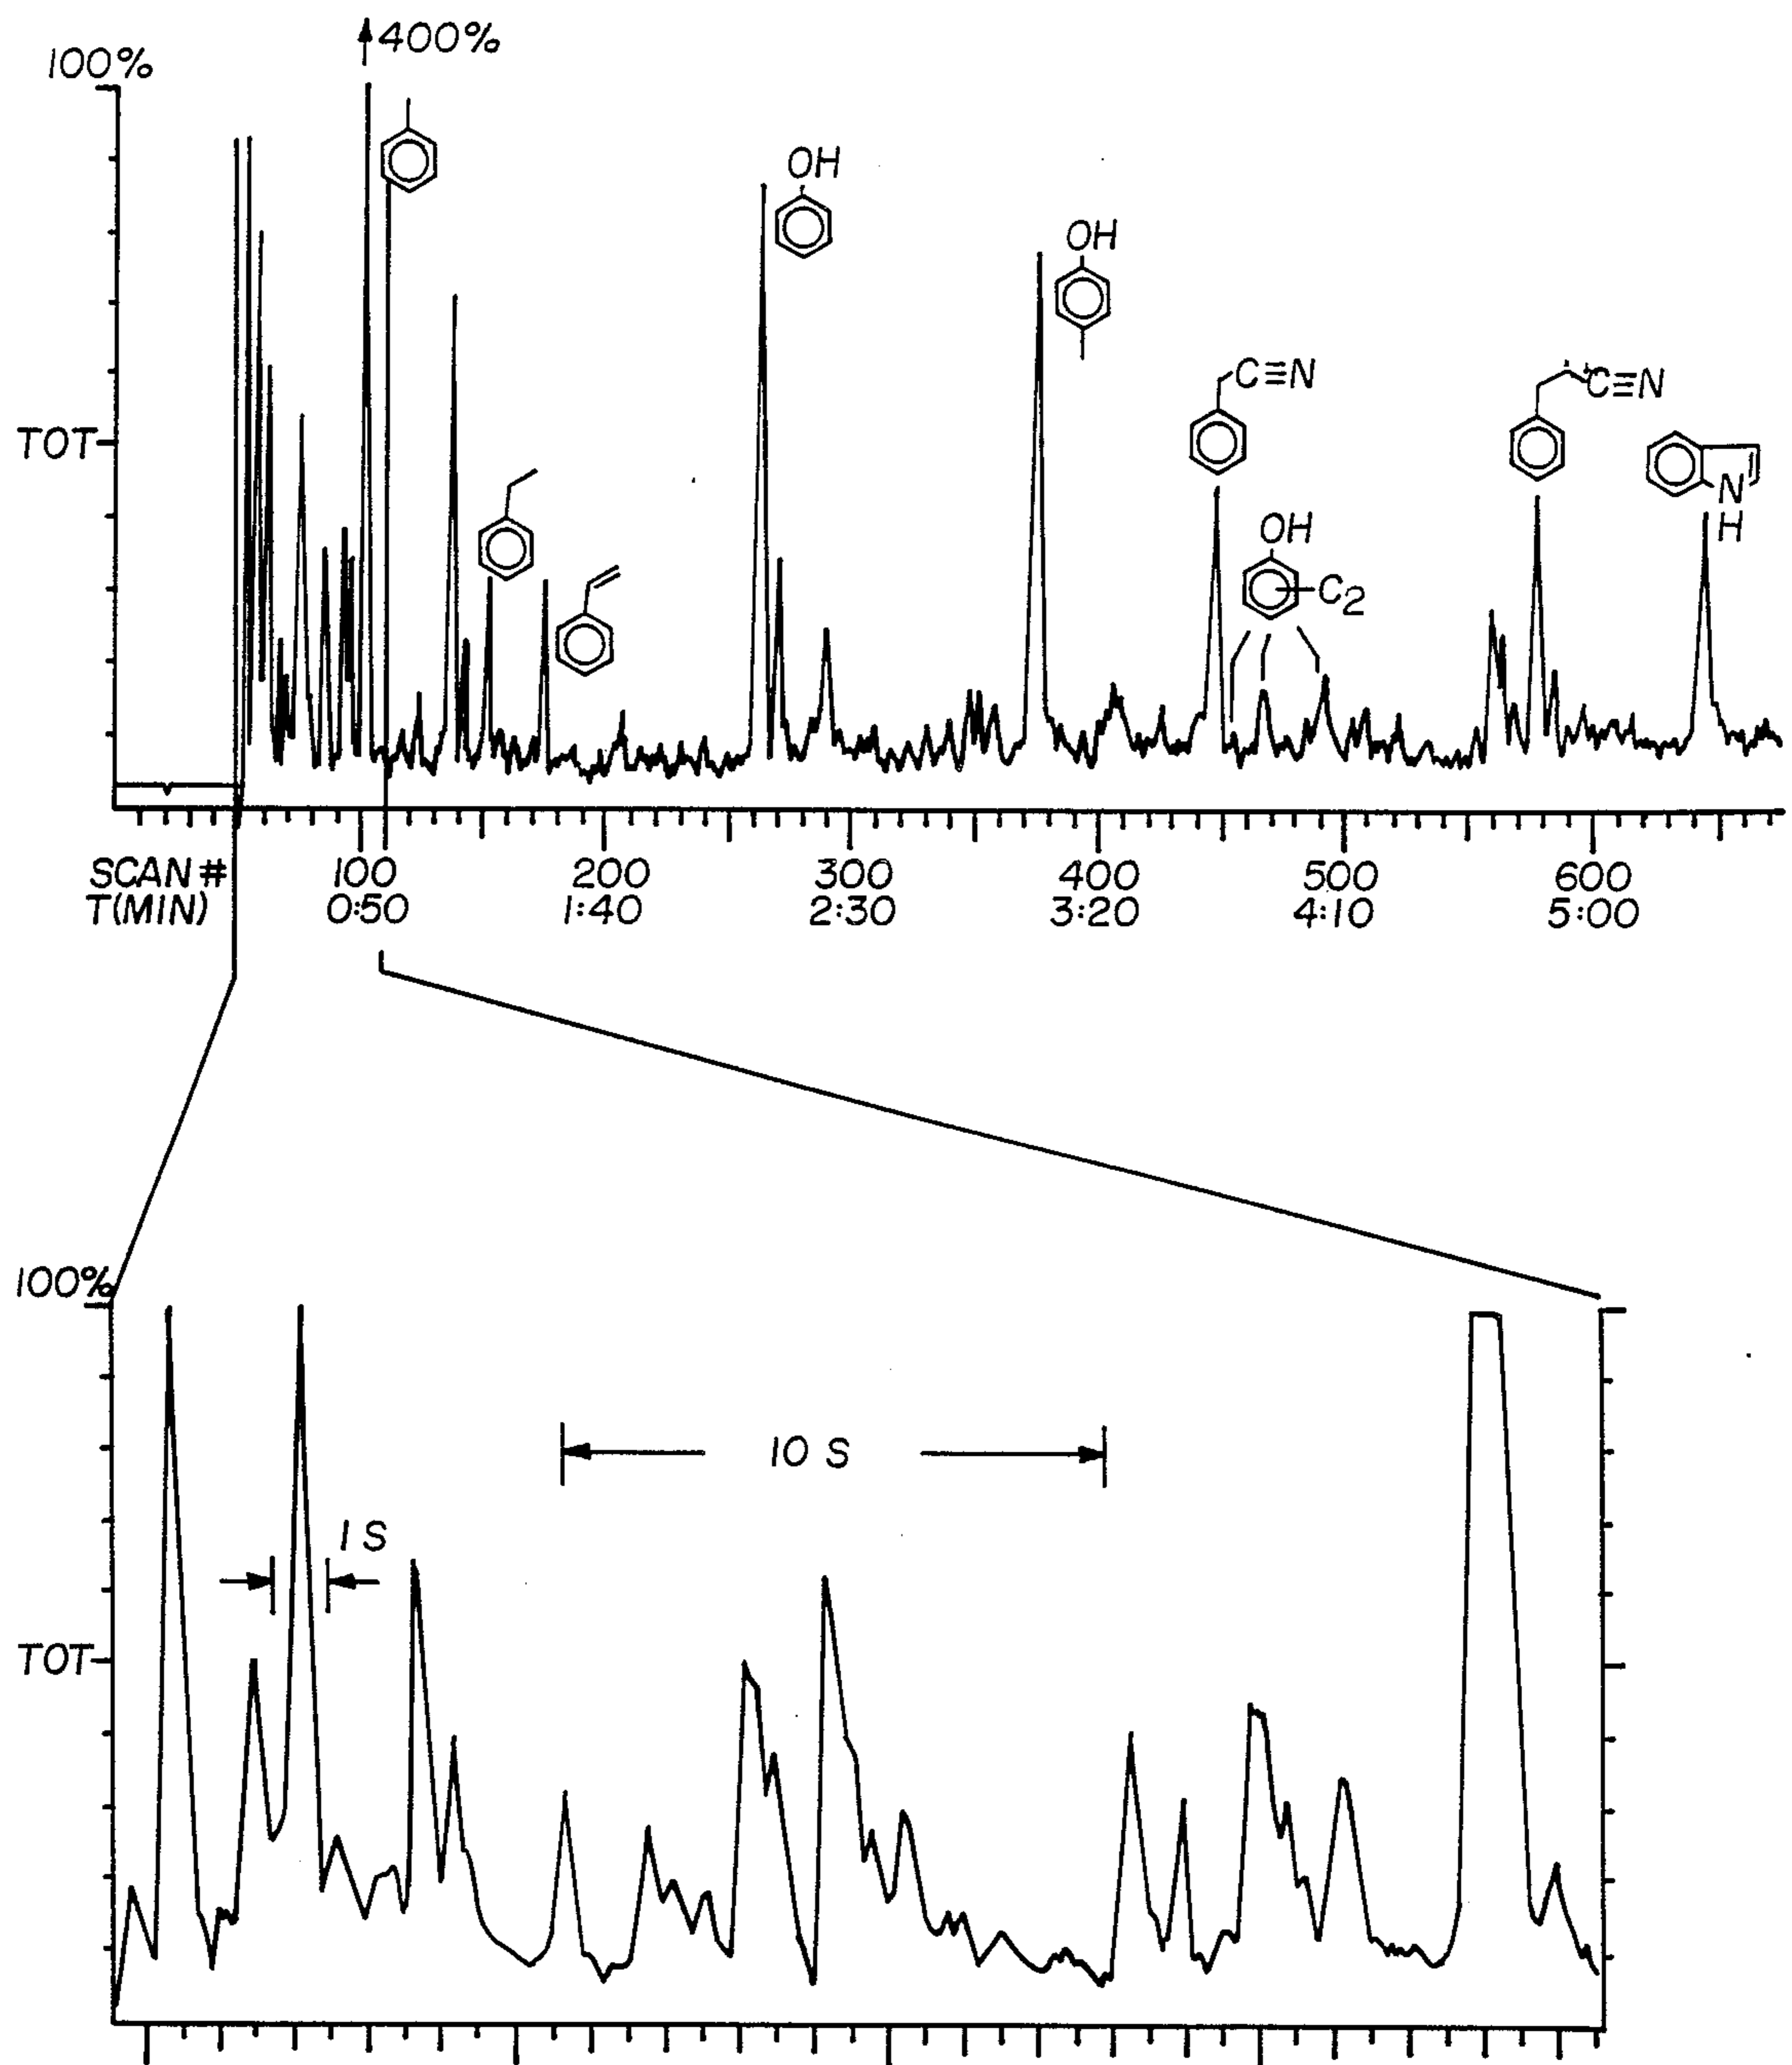 400%
100%
OH
OH
C≡N
C≡N
TOT
N
H
OH
C2
SCAN # 100 200 300 400 500 600
T(MIN) 0:50 1:40 2:30 3:20 4:10 5:00
100%
10 S
1 S
TOT